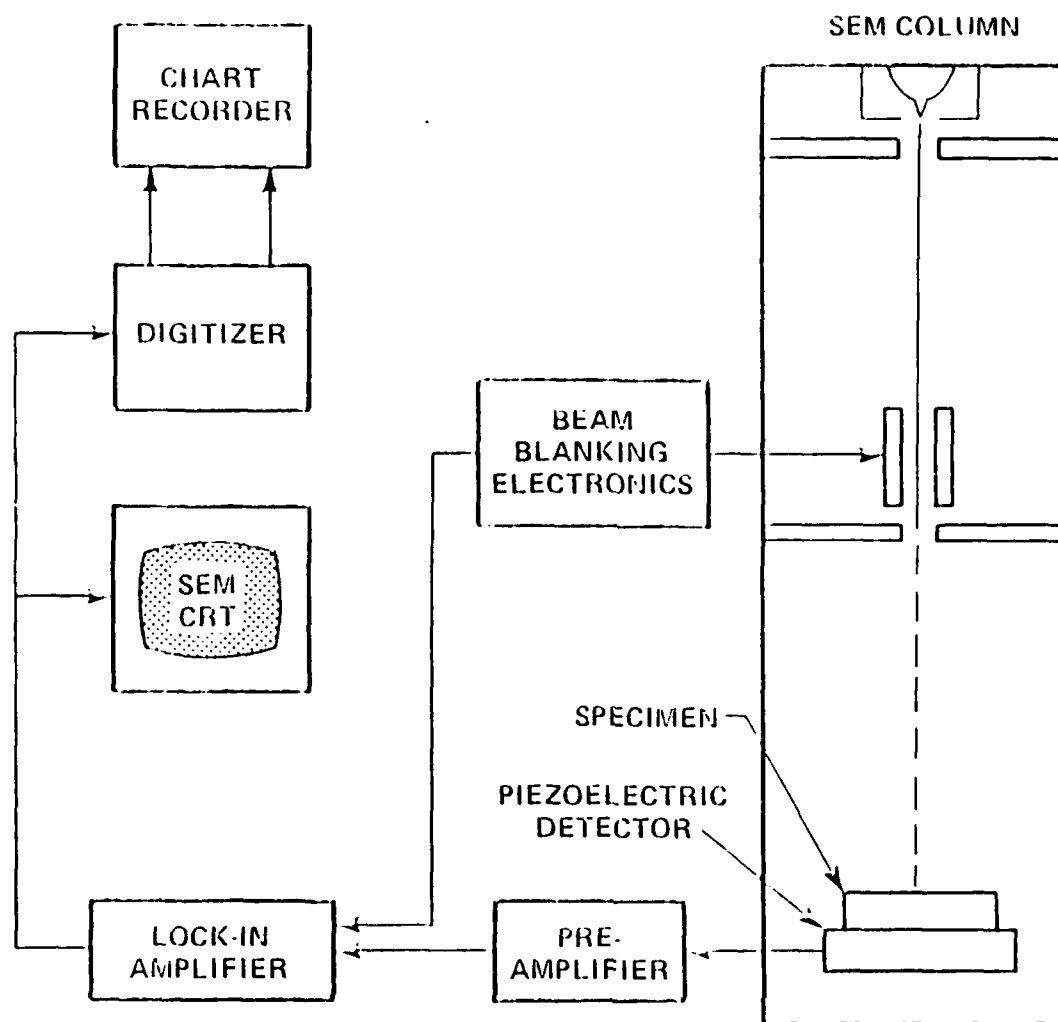 SEM COLUMN
CHART
RECORDER
DIGITIZER
BEAM
BLANKING
ELECTRONICS
SEM
CRT
SPECIMEN
PIEZOELECTRIC
DETECTOR
LOCK-IN
AMPLIFIER
PRE-
AMPLIFIER